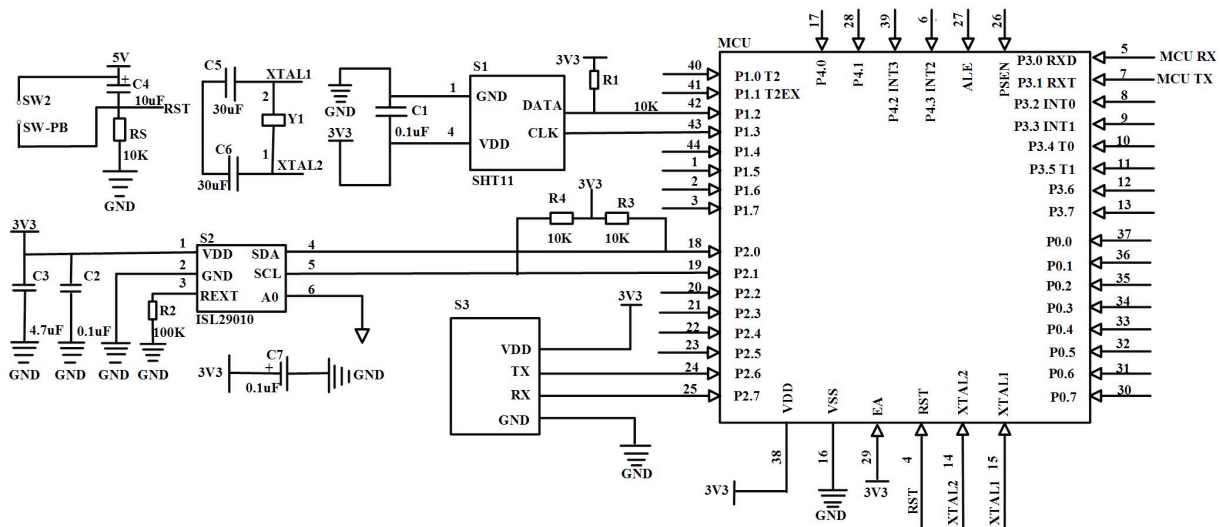 5V
C4
10uF
SW2
RST
SW-PB
RS
10K
GND
C5
XTAL1
30uF
2
Y1
1
C6
XTAL2
30uF
GND
C1
0.1uF
3V3
S1
1
GND
DATA
4
VDD
CLK
SHT11
3V3
R1
10K
3V3
R4
R3
10K
10K
3V3
S2
1
VDD
SDA
4
2
GND
SCL
5
3
REXT
A0
6
ISL29010
C3
C2
R2
4.7uF
0.1uF
100K
GND
GND
GND
GND
3V3
C7
0.1uF
GND
S3
3V3
VDD
TX
RX
GND
GND
MCU
40
P1.0 T2
41
P1.1 T2EX
42
P1.2
43
P1.3
44
P1.4
1
P1.5
2
P1.6
3
P1.7
18
P2.0
19
P2.1
20
P2.2
21
P2.3
22
P2.4
23
P2.5
24
P2.6
25
P2.7
17
P4.0
28
P4.1
39
P4.2 INT3
6
P4.3 INT2
27
ALE
26
PSEN
P3.0 RXD
5
MCU RX
P3.1 RXT
7
MCU TX
P3.2 INT0
8
P3.3 INT1
9
P3.4 T0
10
P3.5 T1
11
P3.6
12
P3.7
13
P0.0
37
P0.1
36
P0.2
35
P0.3
34
P0.4
33
P0.5
32
P0.6
31
P0.7
30
VDD
38
3V3
VSS
16
GND
EA
29
3V3
RST
4
RST
XTAL2
14
XTAL2
XTAL1
15
XTAL1